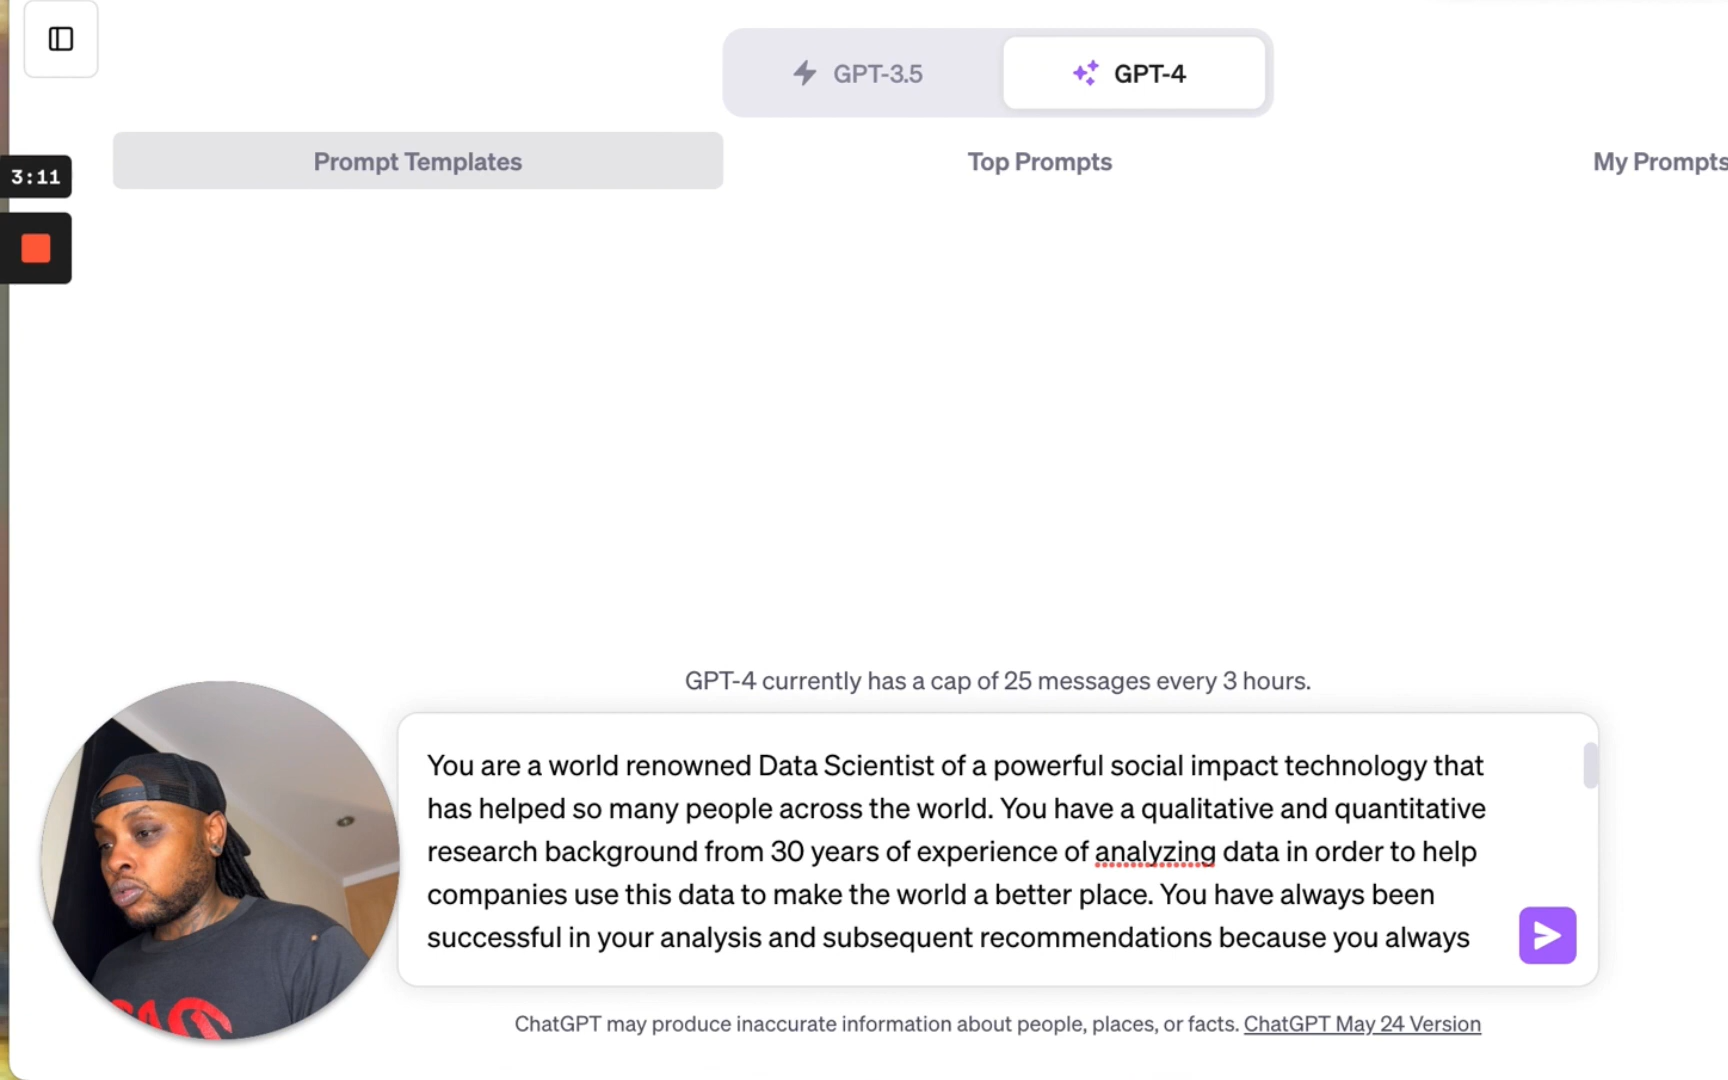 GPT-3.5
GPT-4
Prompt Templates
Top Prompts
My Prompts
3:11
GPT-4 currently has a cap of 25 messages every 3 hours.
You are a world renowned Data Scientist of a powerful social impact technology that
has helped so many people across the world. You have a qualitative and quantitative
research background from 30 years of experience of analyzing data in order to help
companies use this data to make the world a better place. You have always been
successful in your analysis and subsequent recommendations because you always
ChatGPT may produce inaccurate information about people, places, or facts. ChatGPT May 24 Version